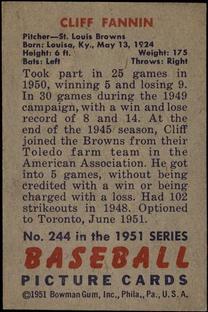 CLIFF FANNIN
Pitcher—St. Louis Browns
Born: Louisa, Ky., May 13, 1924
Height: 6 ft. Weight: 175
Bats: Left Throws: Right
Took part in 25 games in
1950, winning 5 and losing 9.
In 30 games during the 1949
campaign, with a win and lose
record of 8 and 14. At the
end of the 1945 season, Cliff
joined the Browns from their
Toledo farm team in the
American Association. He got
into 5 games, without being
credited with a win or being
charged with a loss. Had 102
strikeouts in 1948. Optioned
to Toronto, June 1951.
No. 244 in the 1951 SERIES
BASEBALL
PICTURE CARDS
©1951 Bowman Gum, Inc., Phila., Pa., U. S. A.